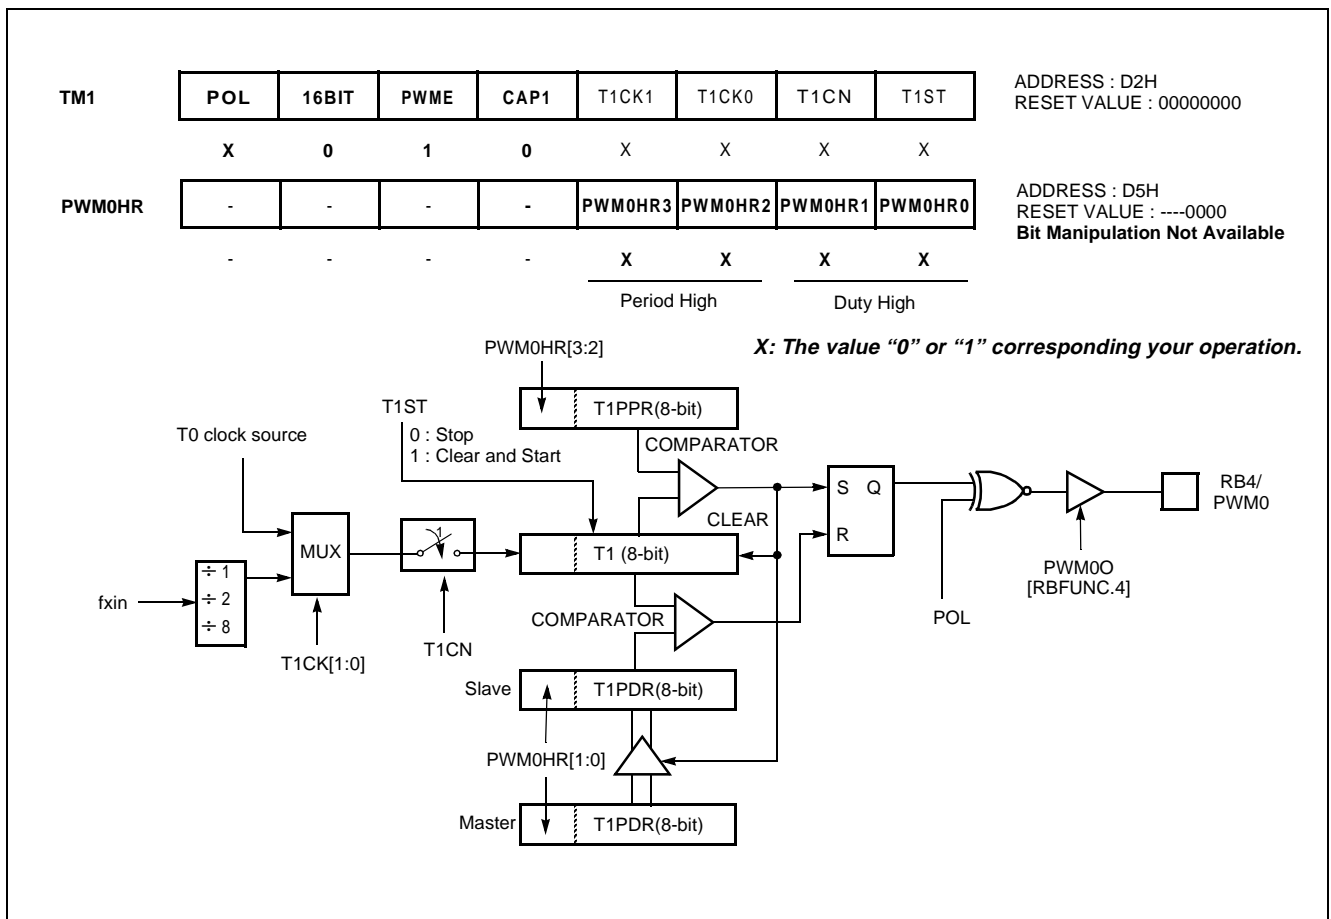 TM1 POL 16BIT PWME CAP1 T1CK1 T1CK0 T1CN T1ST
ADDRESS : D2H
RESET VALUE : 00000000
X 0 1 0 X X X X
PWM0HR - - - - PWM0HR3 PWM0HR2 PWM0HR1 PWM0HR0
ADDRESS : D5H
RESET VALUE : ----0000
Bit Manipulation Not Available
- - - - X X X X
Period High Duty High
X: The value “0” or “1” corresponding your operation.
PWM0HR[3:2]
T1PPR(8-bit)
T1ST
0 : Stop
1 : Clear and Start
COMPARATOR
T0 clock source
S Q
R
RB4/
PWM0
CLEAR
MUX
1
T1 (8-bit)
÷ 1
÷ 2
÷ 8
fxin
PWM0O
[RBFUNC.4]
POL
COMPARATOR
T1CN
T1CK[1:0]
Slave T1PDR(8-bit)
PWM0HR[1:0]
Master T1PDR(8-bit)